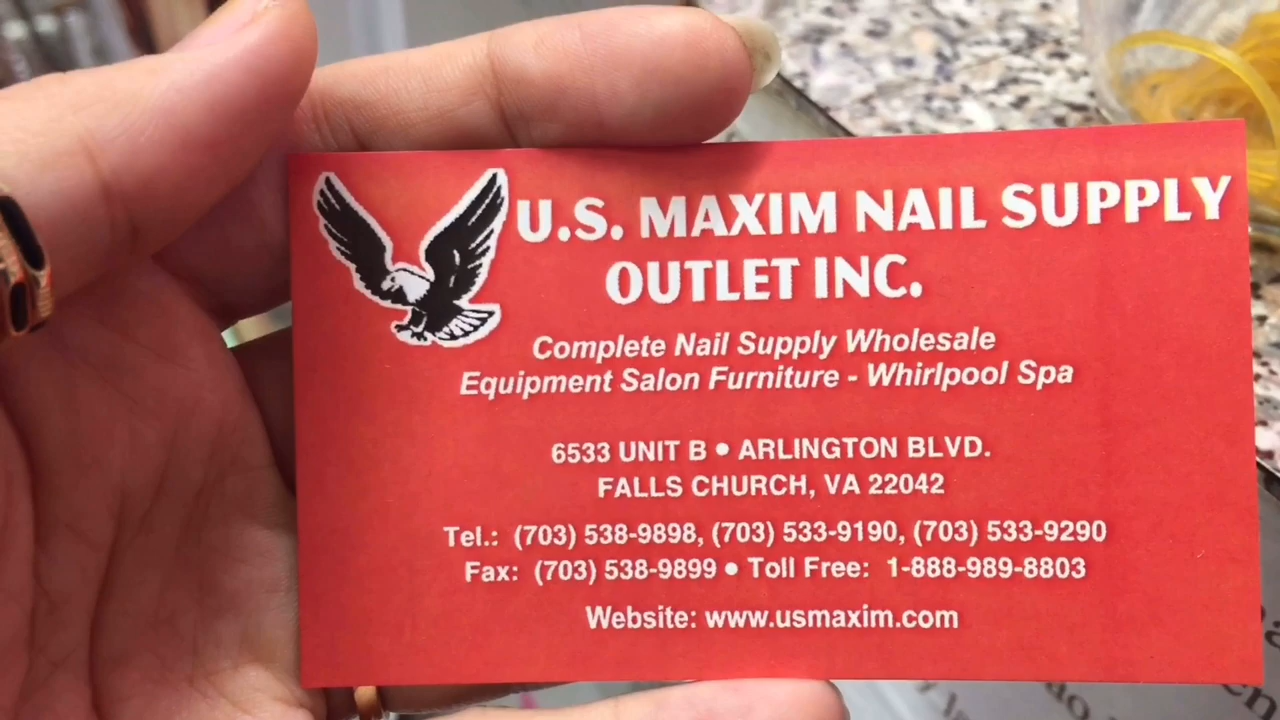 U.S. MAXIM NAIL SUPPLY
OUTLET INC.
Complete Nail Supply Wholesale
Equipment Salon Furniture - Whirlpool Spa
6533 UNIT B • ARLINGTON BLVD.
FALLS CHURCH, VA 22042
Tel.: (703) 538-9898, (703) 533-9190, (703) 533-9290
Fax: (703) 538-9899 • Toll Free: 1-888-989-8803
Website: www.usmaxim.com